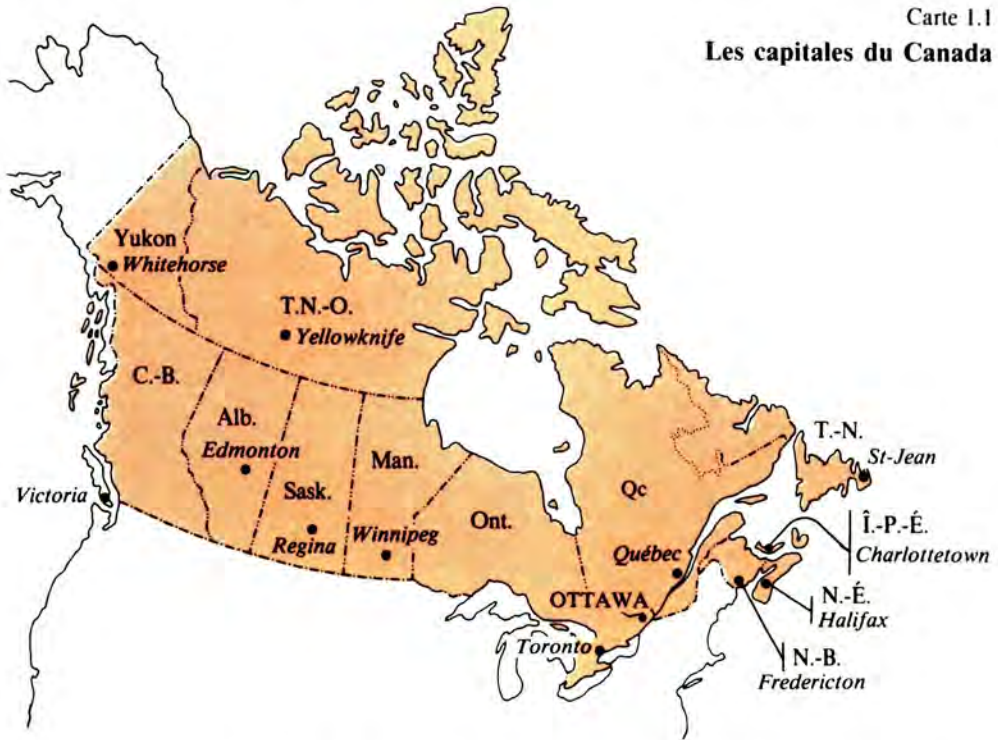 Carte 1.1
Les capitales du Canada
Yukon
Whitehorse
T.N.-O.
Yellowknife
C.-B.
Alb.
Edmonton
Man.
Sask.
Victoria
Regina
Winnipeg
Ont.
Qc
Québec
OTTAWA
Toronto
T.-N.
St-Jean
Î.-P.-É.
Charlottetown
N.-É.
Halifax
N.-B.
Fredericton